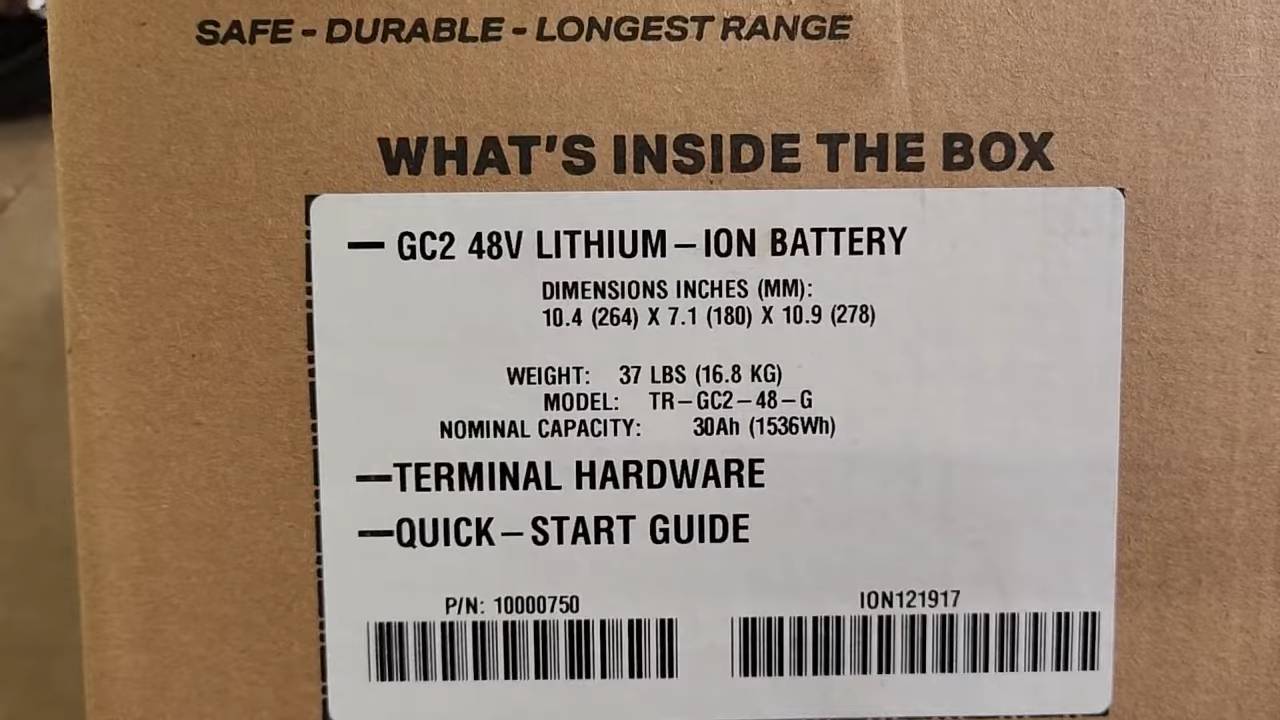 SAFE - DURABLE - LONGEST RANGE
WHAT'S INSIDE THE BOX
— GC2 48V LITHIUM – ION BATTERY
DIMENSIONS INCHES (MM):
10.4 (264) X 7.1 (180) X 10.9 (278)
WEIGHT: 37 LBS (16.8 KG)
MODEL: TR – GC2 – 48 – G
NOMINAL CAPACITY: 30Ah (1536Wh)
—TERMINAL HARDWARE
—QUICK – START GUIDE
P/N: 10000750
ION121917